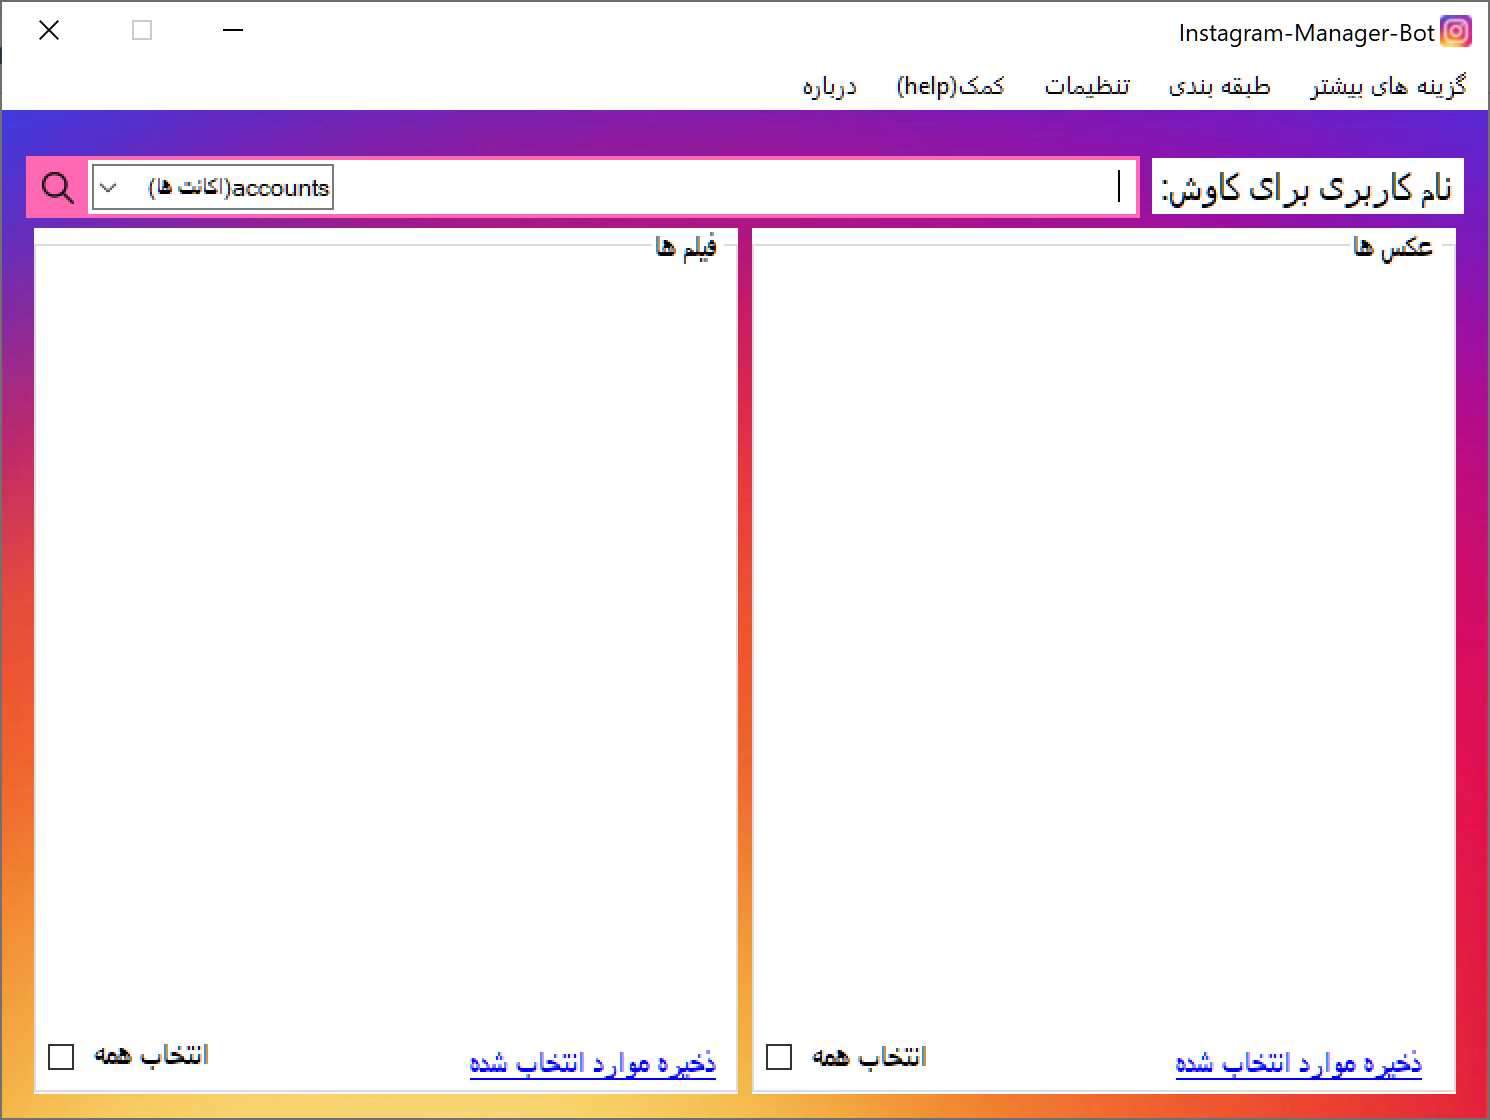 Instagram-Manager-Bot
گزینه های بیشتر
طبقه بندی
تنظیمات
کمک(help)
درباره
نام کاربری برای کاوش:
accounts(اکانت ها)
عکس ها
فیلم ها
ذخیره موارد انتخاب شده
انتخاب همه
ذخیره موارد انتخاب شده
انتخاب همه